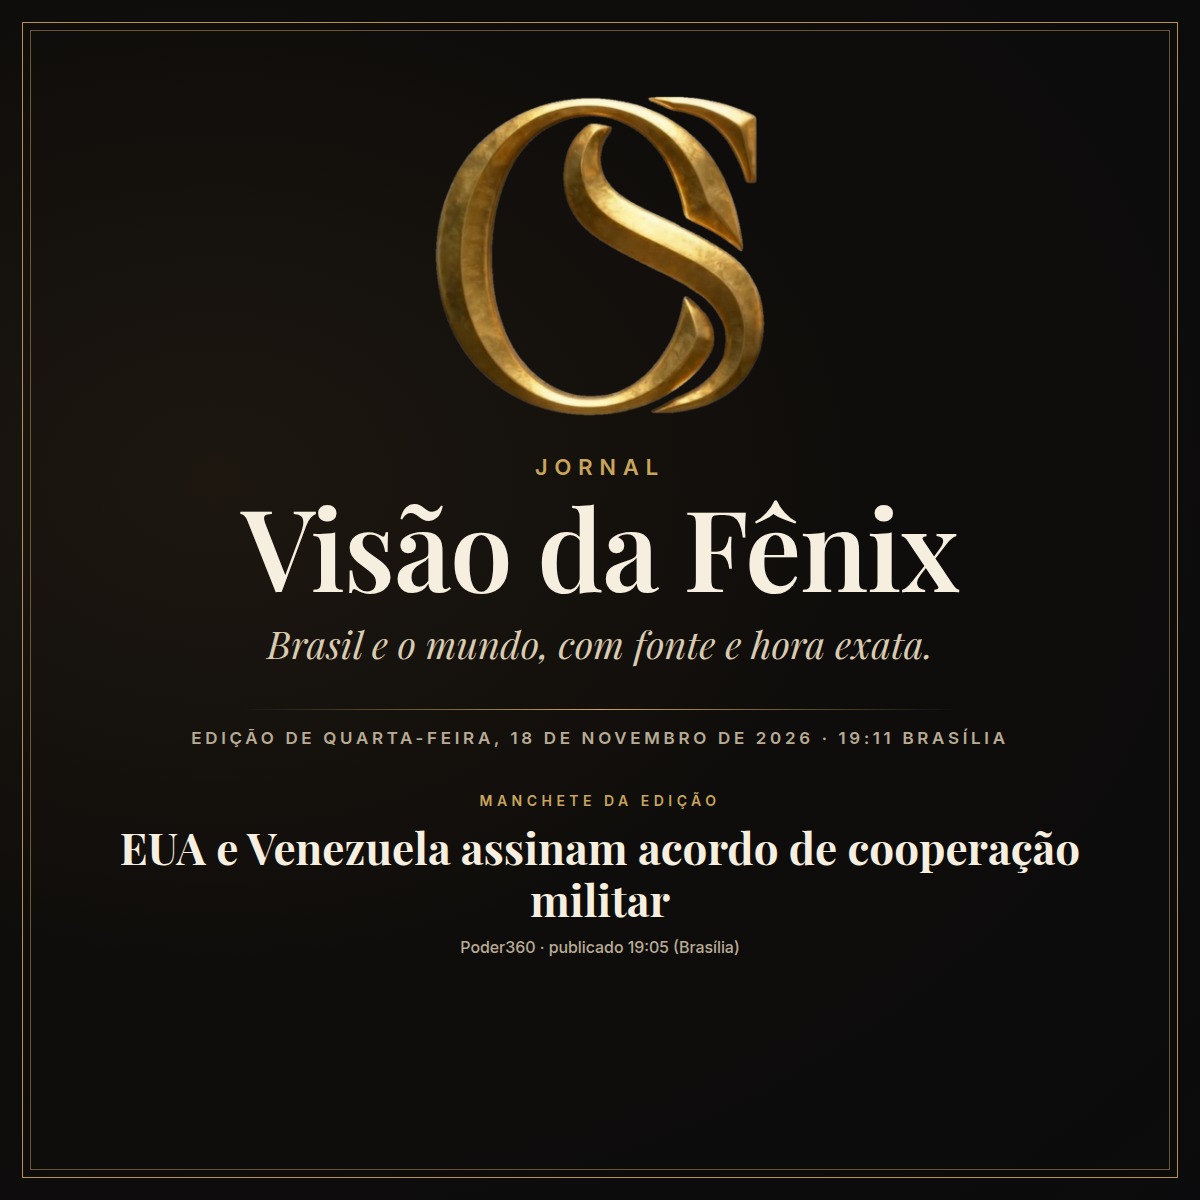 CS
JORNAL
Visão da Fênix
Brasil e o mundo, com fonte e hora exata.
EDIÇÃO DE QUARTA-FEIRA, 18 DE NOVEMBRO DE 2026 · 19:11 BRASÍLIA
MANCHETE DA EDIÇÃO
EUA e Venezuela assinam acordo de cooperação
militar
Poder360 · publicado 19:05 (Brasília)